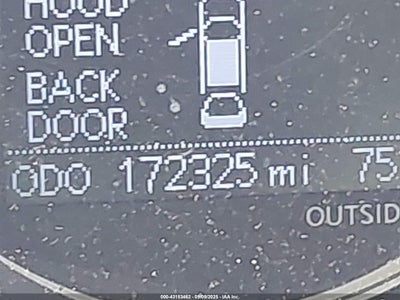 HOOD
OPEN
BACK
DOOR
ODO 172325 mi 75
OUTSID
000-43153462 - 09/09/2025 - IAA Inc.